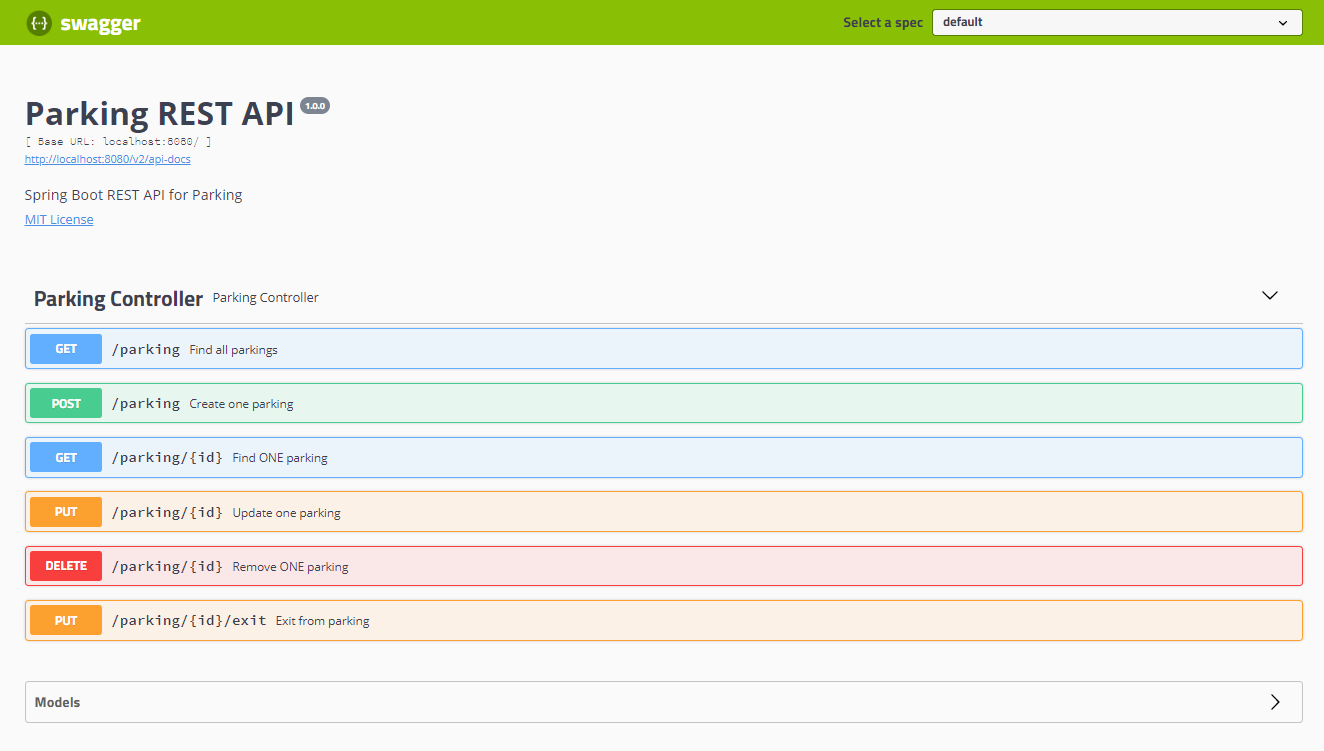 {···} swagger Select a spec default
Parking REST API 1.0.0
[ Base URL: localhost:8080/ ]
http://localhost:8080/v2/api-docs
Spring Boot REST API for Parking
MIT License
Parking Controller Parking Controller
GET /parking Find all parkings
POST /parking Create one parking
GET /parking/{id} Find ONE parking
PUT /parking/{id} Update one parking
DELETE /parking/{id} Remove ONE parking
PUT /parking/{id}/exit Exit from parking
Models